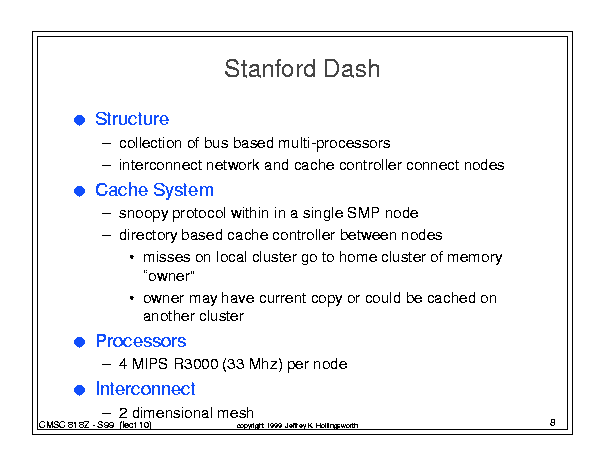 Stanford Dash
● Structure
– collection of bus based multi-processors
– interconnect network and cache controller connect nodes
● Cache System
– snoopy protocol within in a single SMP node
– directory based cache controller between nodes
• misses on local cluster go to home cluster of memory
"owner"
• owner may have current copy or could be cached on
another cluster
● Processors
– 4 MIPS R3000 (33 Mhz) per node
● Interconnect
– 2 dimensional mesh
CMSC 818Z - S99 (lect 10) copyright 1999 Jeffrey K. Hollingsworth 8